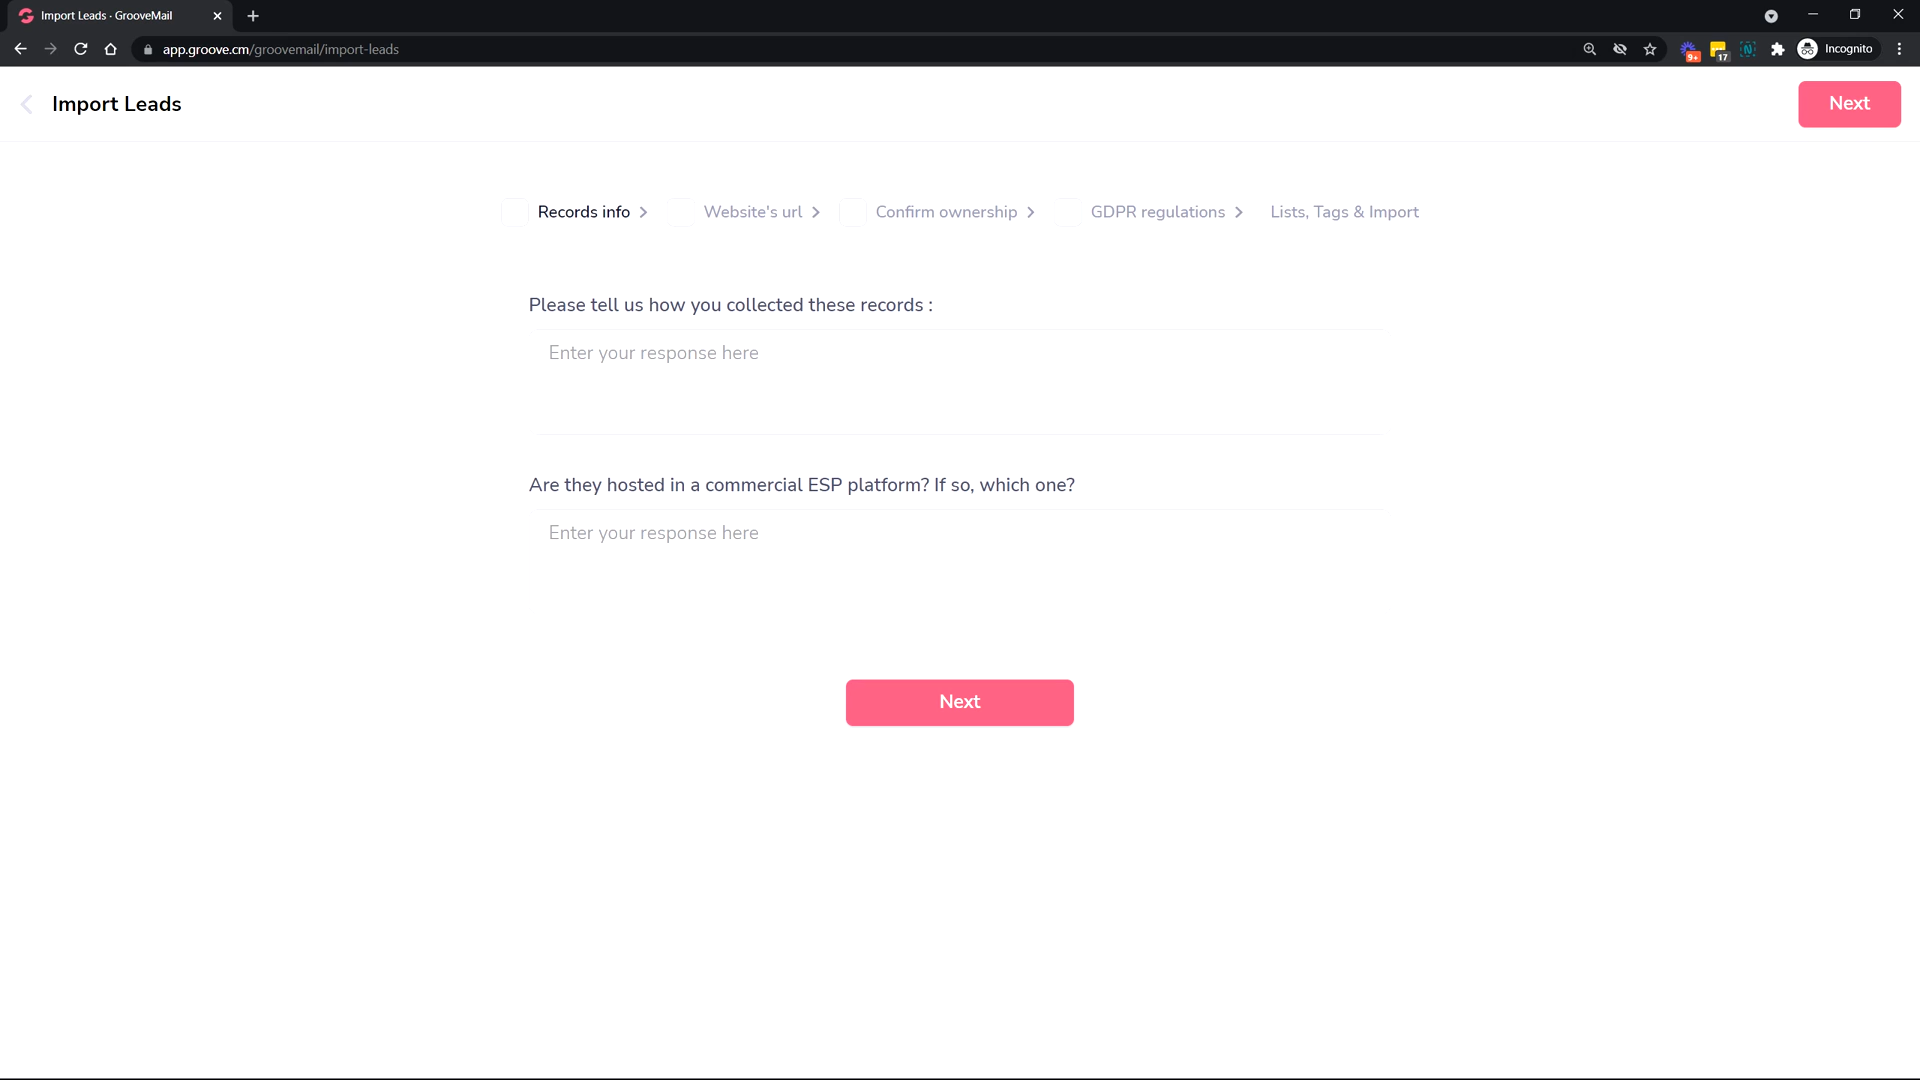 Import Leads · GrooveMail
app.groove.cm/groovemail/import-leads
9+
17
N
Incognito
Import Leads
Next
Records info
Website's url
Confirm ownership
GDPR regulations
Lists, Tags & Import
Please tell us how you collected these records :
Enter your response here
Are they hosted in a commercial ESP platform? If so, which one?
Enter your response here
Next